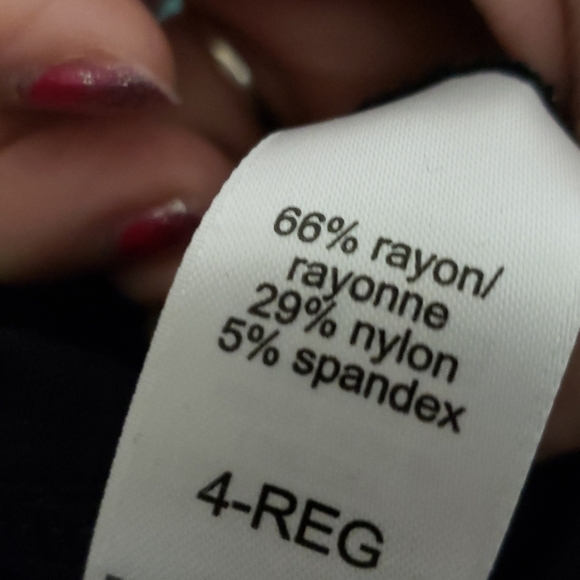 66% rayon/
rayonne
29% nylon
5% spandex
4-REG